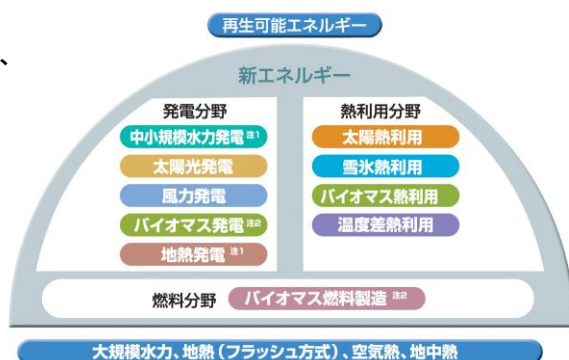 再生可能エネルギー
、
新エネルギー
発電分野
中小規模水力発電 注1
太陽光発電
風力発電
バイオマス発電 注2
地熱発電 注1
熱利用分野
太陽熱利用
雪氷熱利用
バイオマス熱利用
温度差熱利用
燃料分野 バイオマス燃料製造 注2
大規模水力、地熱（フラッシュ方式）、空気熱、地中熱